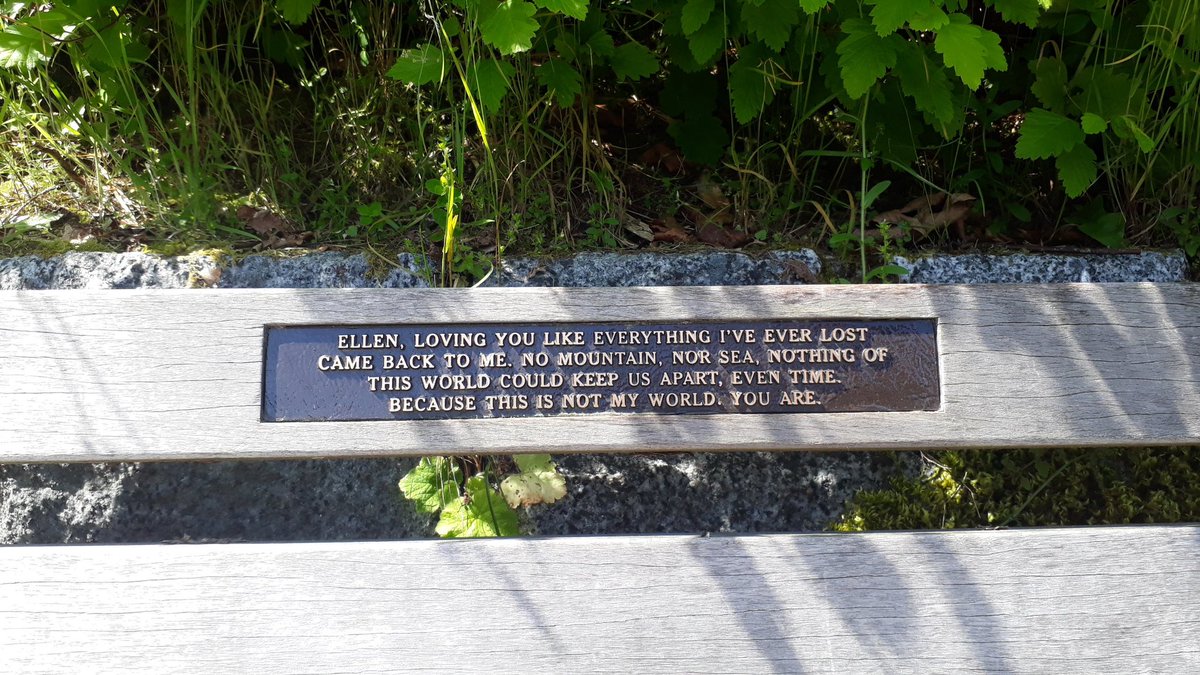 ELLEN, LOVING YOU LIKE EVERYTHING I'VE EVER LOST
CAME BACK TO ME. NO MOUNTAIN, NOR SEA, NOTHING OF
THIS WORLD COULD KEEP US APART, EVEN TIME.
BECAUSE THIS IS NOT MY WORLD. YOU ARE.